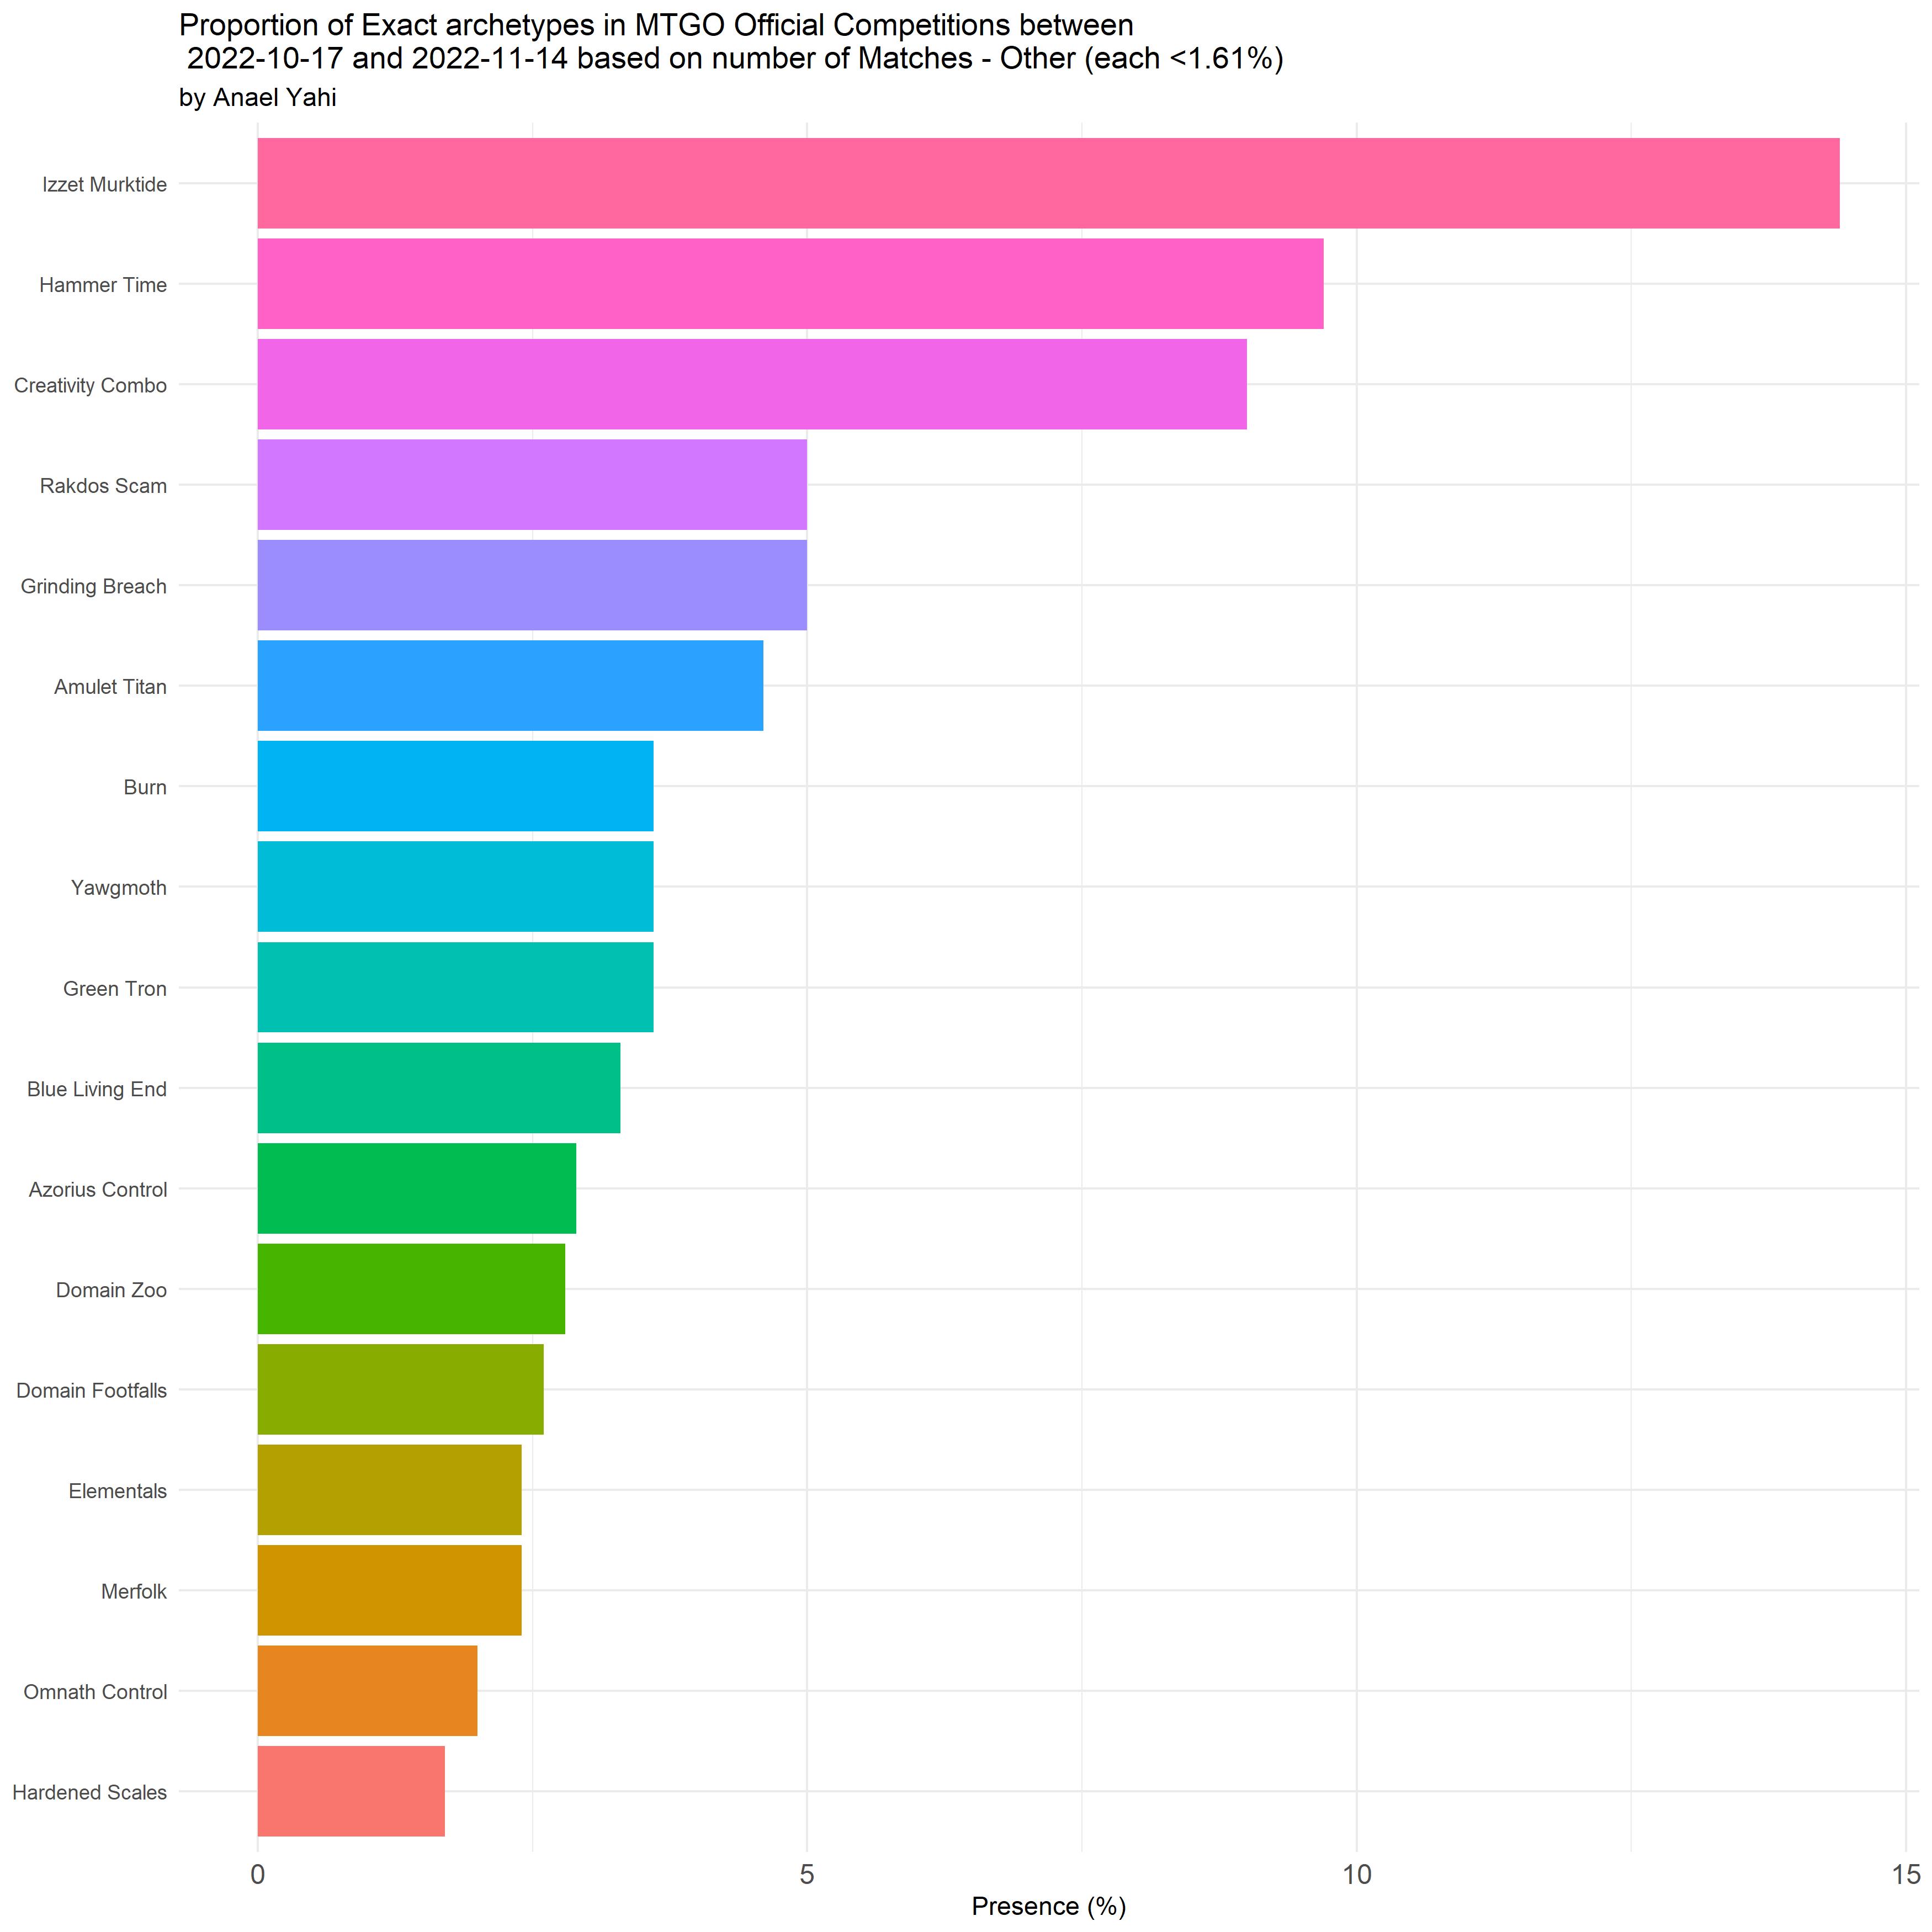 Proportion of Exact archetypes in MTGO Official Competitions between
2022-10-17 and 2022-11-14 based on number of Matches - Other (each <1.61%)
by Anael Yahi
Izzet Murktide
Hammer Time
Creativity Combo
Rakdos Scam
Grinding Breach
Amulet Titan
Burn
Yawgmoth
Green Tron
Blue Living End
Azorius Control
Domain Zoo
Domain Footfalls
Elementals
Merfolk
Omnath Control
Hardened Scales
0 5 10 15
Presence (%)